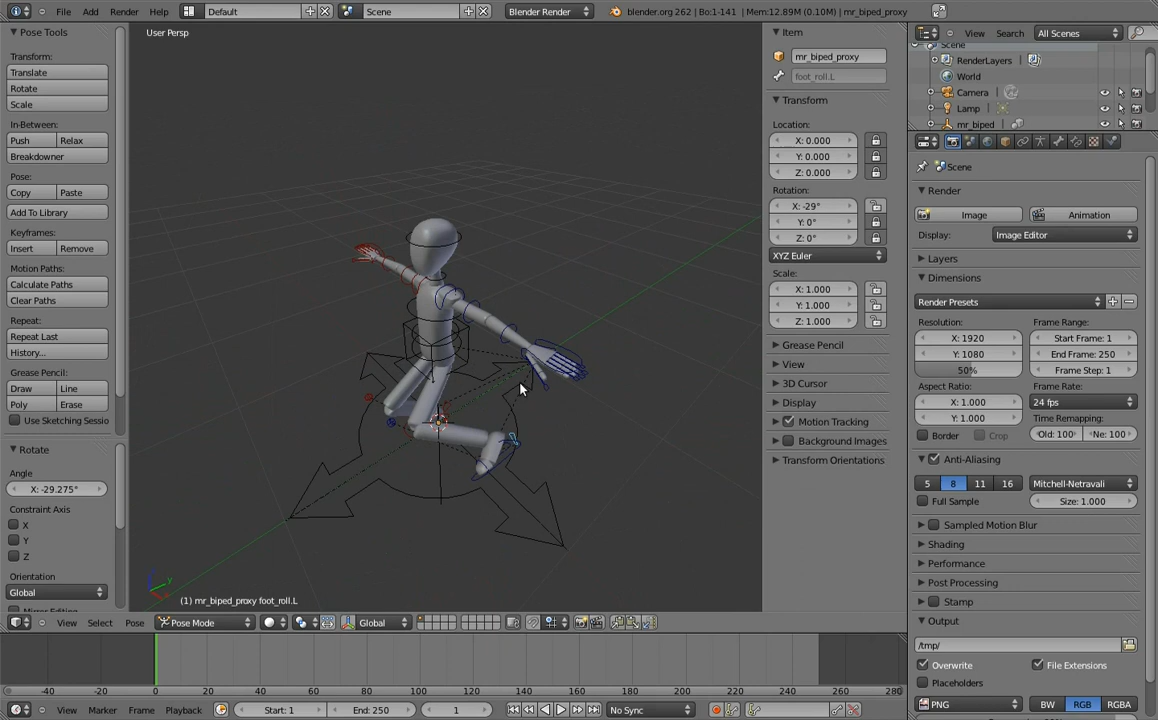 File Add Render Help Default Scene Blender Render blender.org 262 | Bo:1-141 | Mem:12.89M (0.10M) | mr_biped_proxy
Pose Tools
Transform:
Translate
Rotate
Scale
In-Between:
Push Relax
Breakdowner
Pose:
Copy Paste
Add To Library
Keyframes:
Insert Remove
Motion Paths:
Calculate Paths
Clear Paths
Repeat:
Repeat Last
History...
Grease Pencil:
Draw Line
Poly Erase
Use Sketching Sessio
Rotate
Angle
X: -29.275°
Constraint Axis
X
Y
Z
Orientation
Global
User Persp
y
(1) mr_biped_proxy foot_roll.L
Item
mr_biped_proxy
foot_roll.L
Transform
Location:
X: 0.000
Y: 0.000
Z: 0.000
Rotation:
X: -29°
Y: 0°
Z: 0°
XYZ Euler
Scale:
X: 1.000
Y: 1.000
Z: 1.000
Grease Pencil
View
3D Cursor
Display
Motion Tracking
Background Images
Transform Orientations
View Search All Scenes
Scene
RenderLayers
World
Camera
Lamp
mr_biped
Scene
Render
Image Animation
Display: Image Editor
Layers
Dimensions
Render Presets
Resolution: Frame Range:
X: 1920 Start Frame: 1
Y: 1080 End Frame: 250
50% Frame Step: 1
Aspect Ratio: Frame Rate:
X: 1.000 24 fps
Y: 1.000 Time Remapping:
Border Crop Old: 100 Ne: 100
Anti-Aliasing
5 8 11 16 Mitchell-Netravali
Full Sample Size: 1.000
Sampled Motion Blur
Shading
Performance
Post Processing
Stamp
Output
/tmp/
Overwrite File Extensions
Placeholders
PNG BW RGB RGBA
View Select Pose Pose Mode Global
-40 -20 0 20 40 60 80 100 120 140 160 180 200 220 240 260 280
View Marker Frame Playback Start: 1 End: 250 1 No Sync